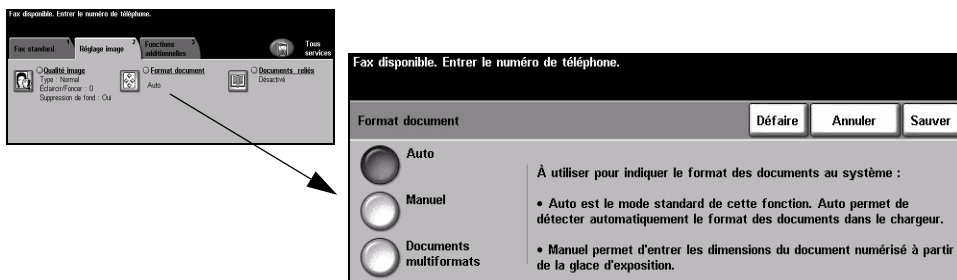 Fax disponible. Entrer le numéro de téléphone.
Fax standard 1
Réglage image 2
Fonctions additionnelles 3
Tous services
Qualité image
Type : Normal
Éclaircir/Foncer : 0
Suppression de fond : Oui
Format document
Auto
Documents reliés
Désactivé
Fax disponible. Entrer le numéro de téléphone.
Format document
Défaire
Annuler
Sauver
Auto
Manuel
Documents
multiformats
À utiliser pour indiquer le format des documents au système :
• Auto est le mode standard de cette fonction. Auto permet de
détecter automatiquement le format des documents dans le chargeur.
• Manuel permet d'entrer les dimensions du document numérisé à partir
de la glace d'exposition.